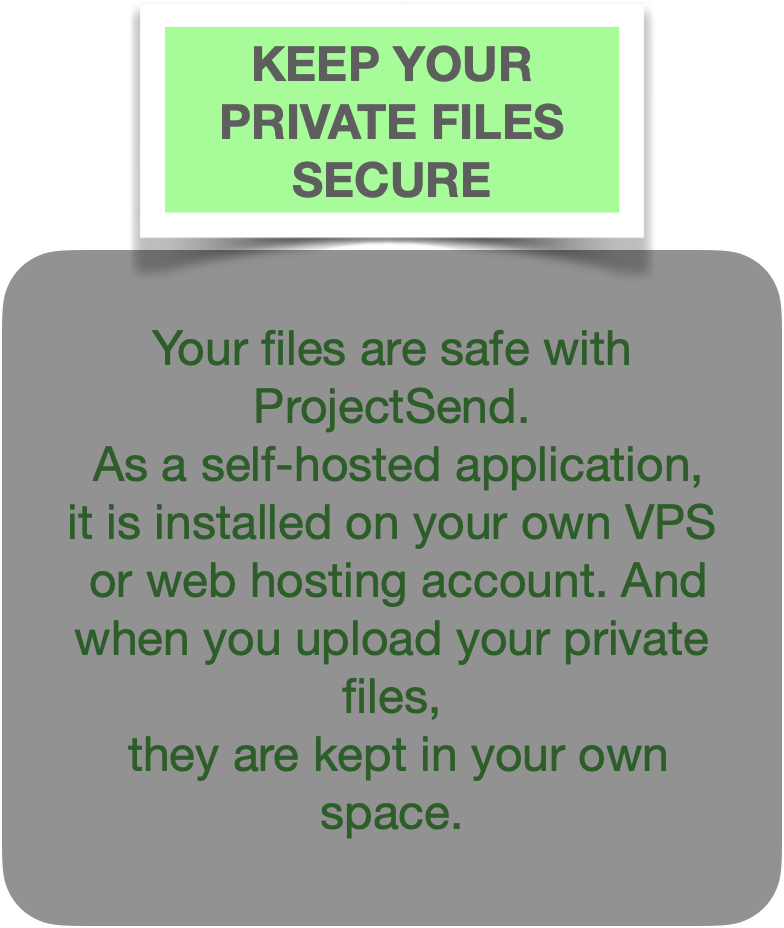 KEEP YOUR
PRIVATE FILES
SECURE
Your files are safe with
ProjectSend.
As a self-hosted application,
it is installed on your own VPS
or web hosting account. And
when you upload your private
files,
they are kept in your own
space.